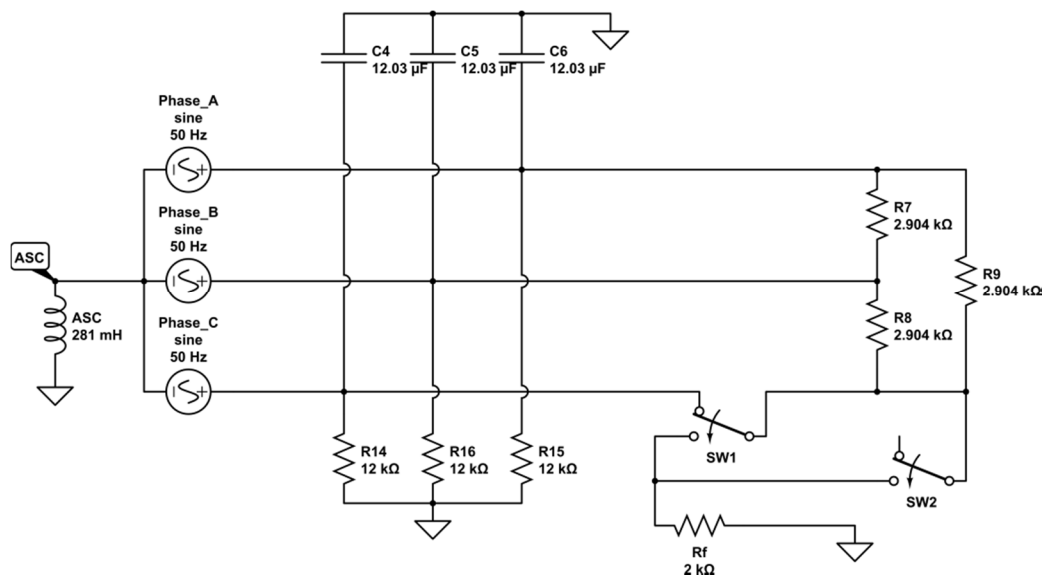 C4
12.03 µF
C5
12.03 µF
C6
12.03 µF
Phase_A
sine
50 Hz
Phase_B
sine
50 Hz
Phase_C
sine
50 Hz
ASC
ASC
281 mH
R7
2.904 kΩ
R9
2.904 kΩ
R8
2.904 kΩ
R14
12 kΩ
R16
12 kΩ
R15
12 kΩ
SW1
SW2
Rf
2 kΩ